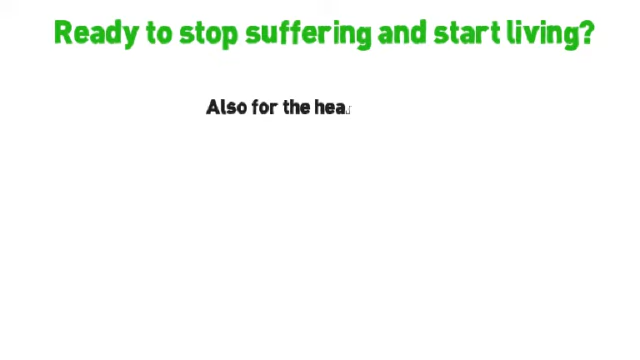 Ready to stop suffering and start living?
Also for the hea